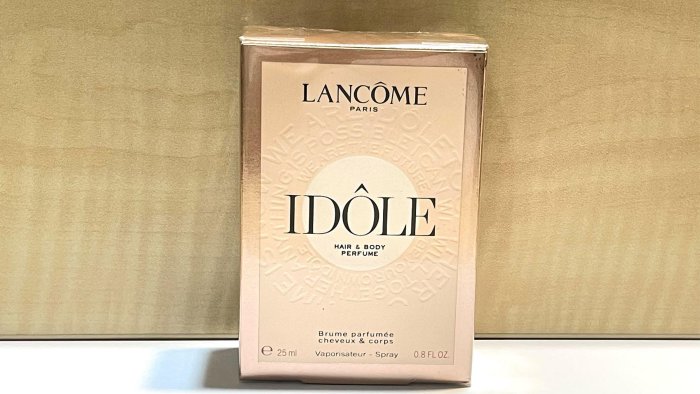 LANCÔME
PARIS
IDÔLE
HAIR & BODY
PERFUME
Brume parfumée
cheveux & corps
℮ 25 ml Vaporisateur - Spray 0.8 FL.OZ.